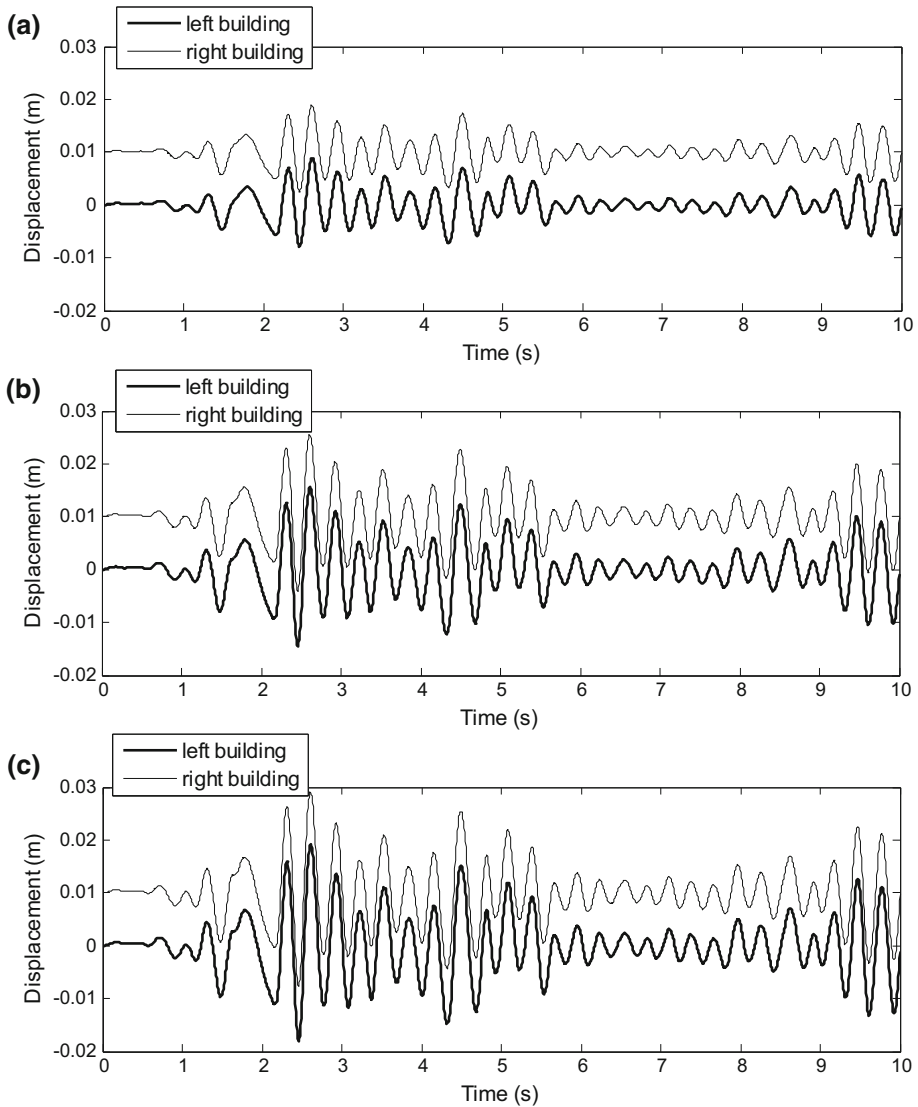 (a)
left building
right building
0.03
0.02
0.01
0
-0.01
-0.02
Displacement (m)
0 1 2 3 4 5 6 7 8 9 10
Time (s)
(b)
left building
right building
0.03
0.02
0.01
0
-0.01
-0.02
Displacement (m)
0 1 2 3 4 5 6 7 8 9 10
Time (s)
(c)
left building
right building
0.03
0.02
0.01
0
-0.01
-0.02
Displacement (m)
0 1 2 3 4 5 6 7 8 9 10
Time (s)